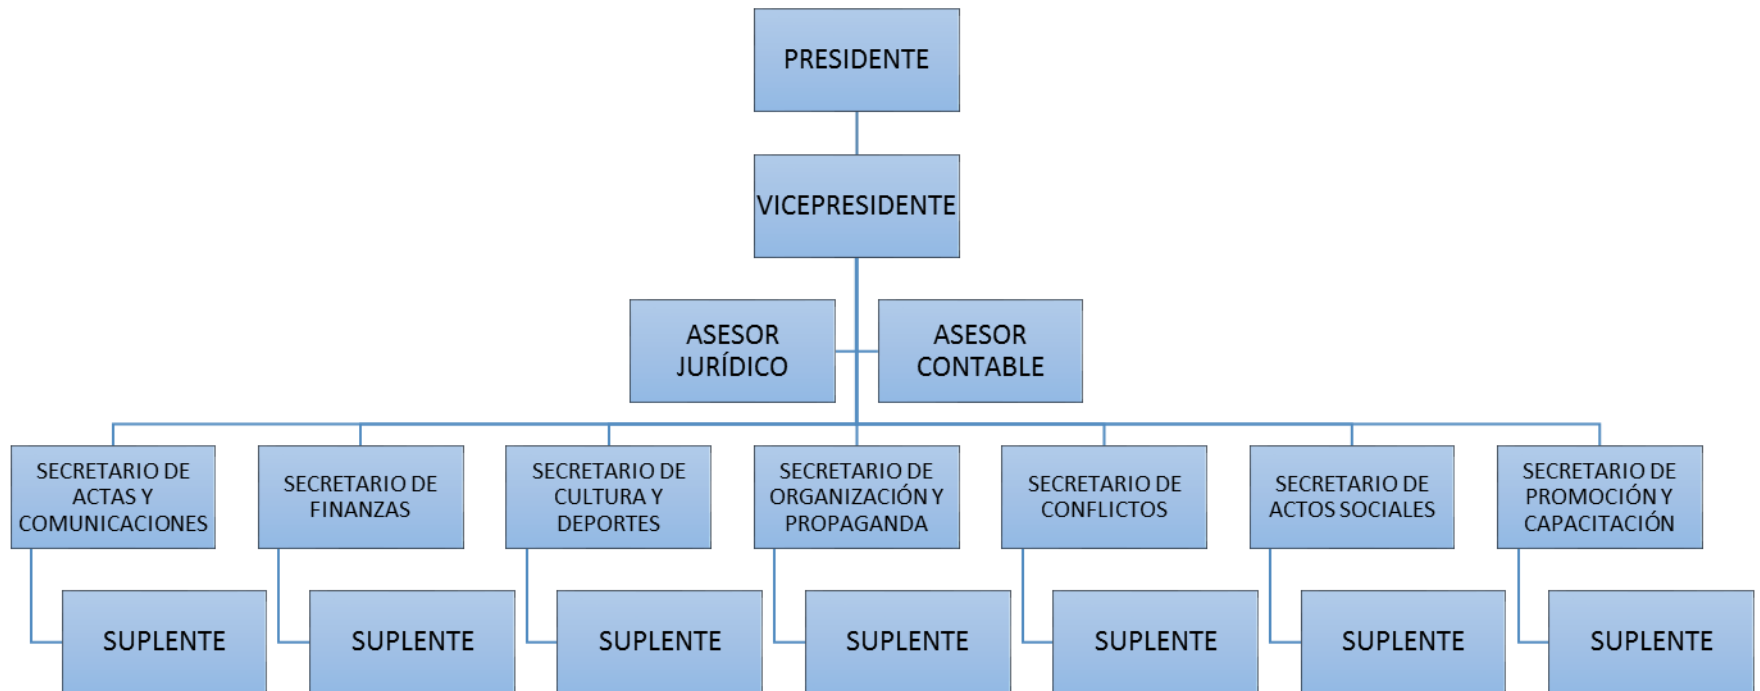 PRESIDENTE
VICEPRESIDENTE
ASESOR
JURÍDICO
ASESOR
CONTABLE
SECRETARIO DE
ACTAS Y
COMUNICACIONES
SECRETARIO DE
FINANZAS
SECRETARIO DE
CULTURA Y
DEPORTES
SECRETARIO DE
ORGANIZACIÓN Y
PROPAGANDA
SECRETARIO DE
CONFLICTOS
SECRETARIO DE
ACTOS SOCIALES
SECRETARIO DE
PROMOCIÓN Y
CAPACITACIÓN
SUPLENTE
SUPLENTE
SUPLENTE
SUPLENTE
SUPLENTE
SUPLENTE
SUPLENTE